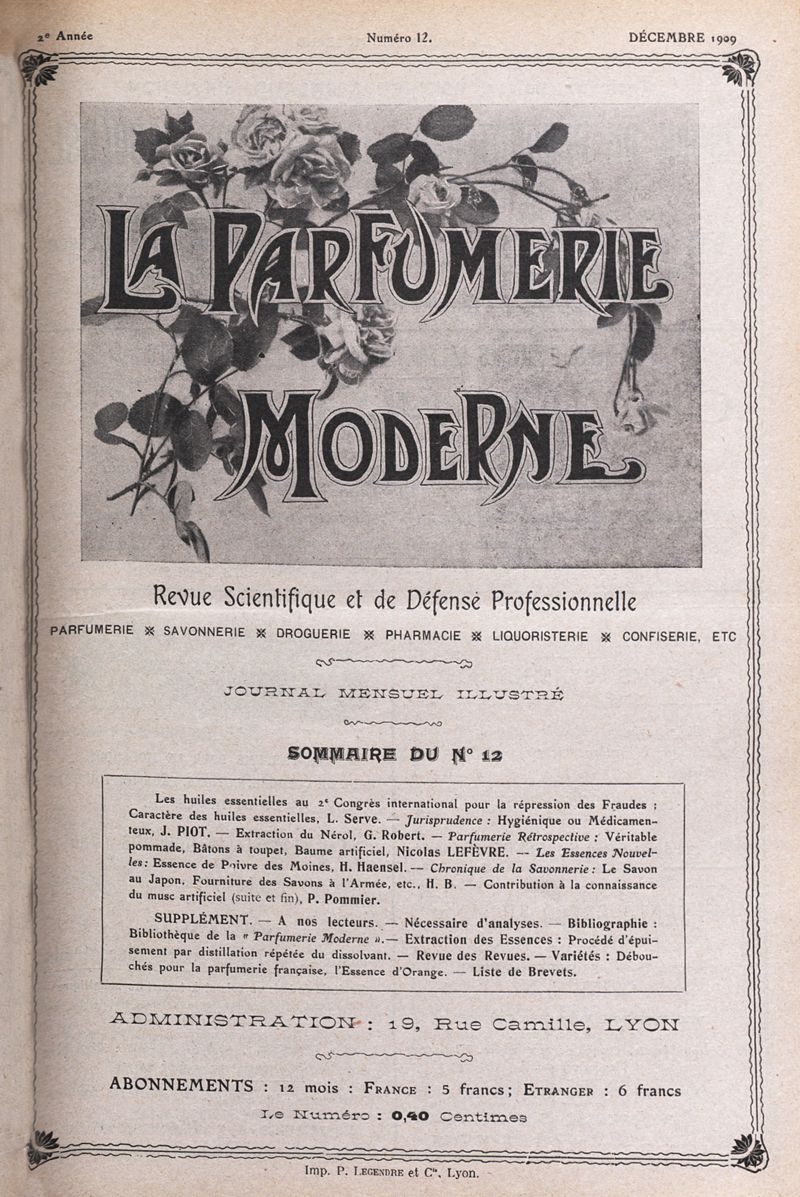 2e Année
Numéro 12.
DÉCEMBRE 1909
LA PARFUMERIE
MODERNE
Revue Scientifique et de Défense Professionnelle
PARFUMERIE ※ SAVONNERIE ※ DROGUERIE ※ PHARMACIE ※ LIQUORISTERIE ※ CONFISERIE, ETC
JOURNAL MENSUEL ILLUSTRÉ
SOMMAIRE DU N° 12
Les huiles essentielles au 2e Congrès international pour la répression des Fraudes ;
Caractère des huiles essentielles, L. Serve. — Jurisprudence : Hygiénique ou Médicamen-
teux, J. PIOT. — Extraction du Nérol, G. Robert. — Parfumerie Rétrospective : Véritable
pommade, Bâtons à toupet, Baume artificiel, Nicolas LEFÈVRE. — Les Essences Nouvel-
les : Essence de Poivre des Moines, H. Haensel. — Chronique de la Savonnerie : Le Savon
au Japon, Fourniture des Savons à l'Armée, etc., H. B. — Contribution à la connaissance
du musc artificiel (suite et fin), P. Pommier.
SUPPLÉMENT. — A nos lecteurs. — Nécessaire d'analyses. — Bibliographie :
Bibliothèque de la « Parfumerie Moderne ». — Extraction des Essences : Procédé d'épui-
sement par distillation répétée du dissolvant. — Revue des Revues. — Variétés : Débou-
chés pour la parfumerie française, l'Essence d'Orange. — Liste de Brevets.
ADMINISTRATION : 19, Rue Camille, LYON
ABONNEMENTS : 12 mois : FRANCE : 5 francs ; ETRANGER : 6 francs
Le Numéro : 0,40 Centimes
Imp. P. LEGENDRE et Cie, Lyon.